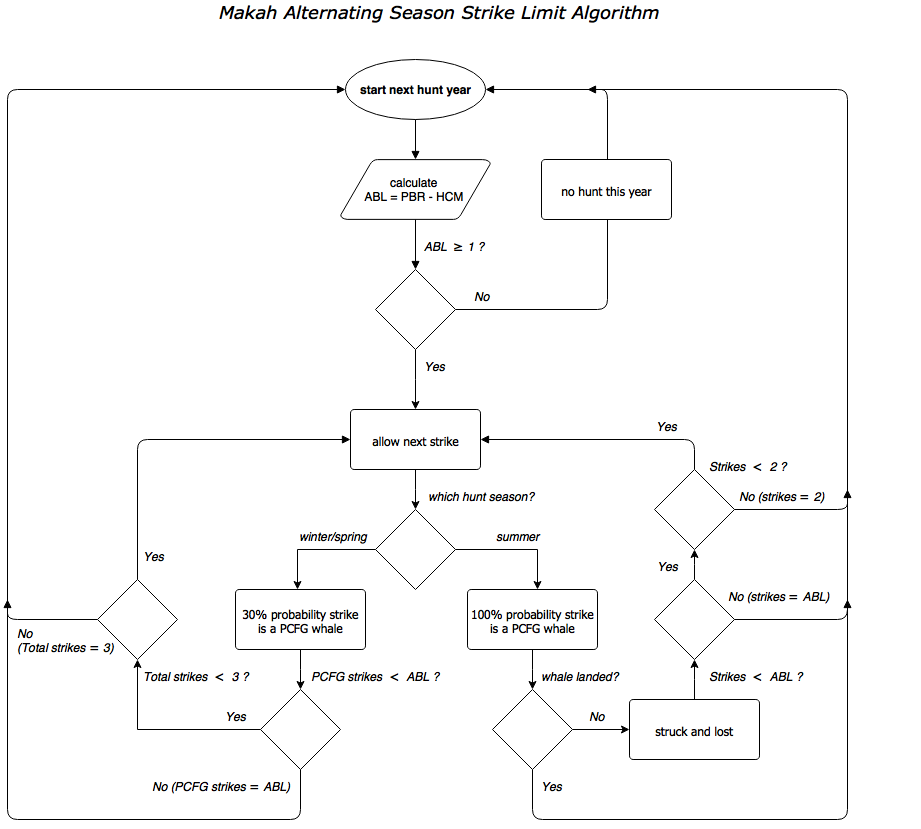 Makah Alternating Season Strike Limit Algorithm
start next hunt year
calculate
ABL = PBR - HCM
no hunt this year
ABL ≥ 1 ?
No
Yes
allow next strike
Yes
Strikes < 2 ?
which hunt season?
No (strikes = 2)
winter/spring
summer
Yes
Yes
30% probability strike
is a PCFG whale
100% probability strike
is a PCFG whale
No (strikes = ABL)
No
(Total strikes = 3)
Total strikes < 3 ?
PCFG strikes < ABL ?
whale landed?
Strikes < ABL ?
Yes
No
struck and lost
No (PCFG strikes = ABL)
Yes